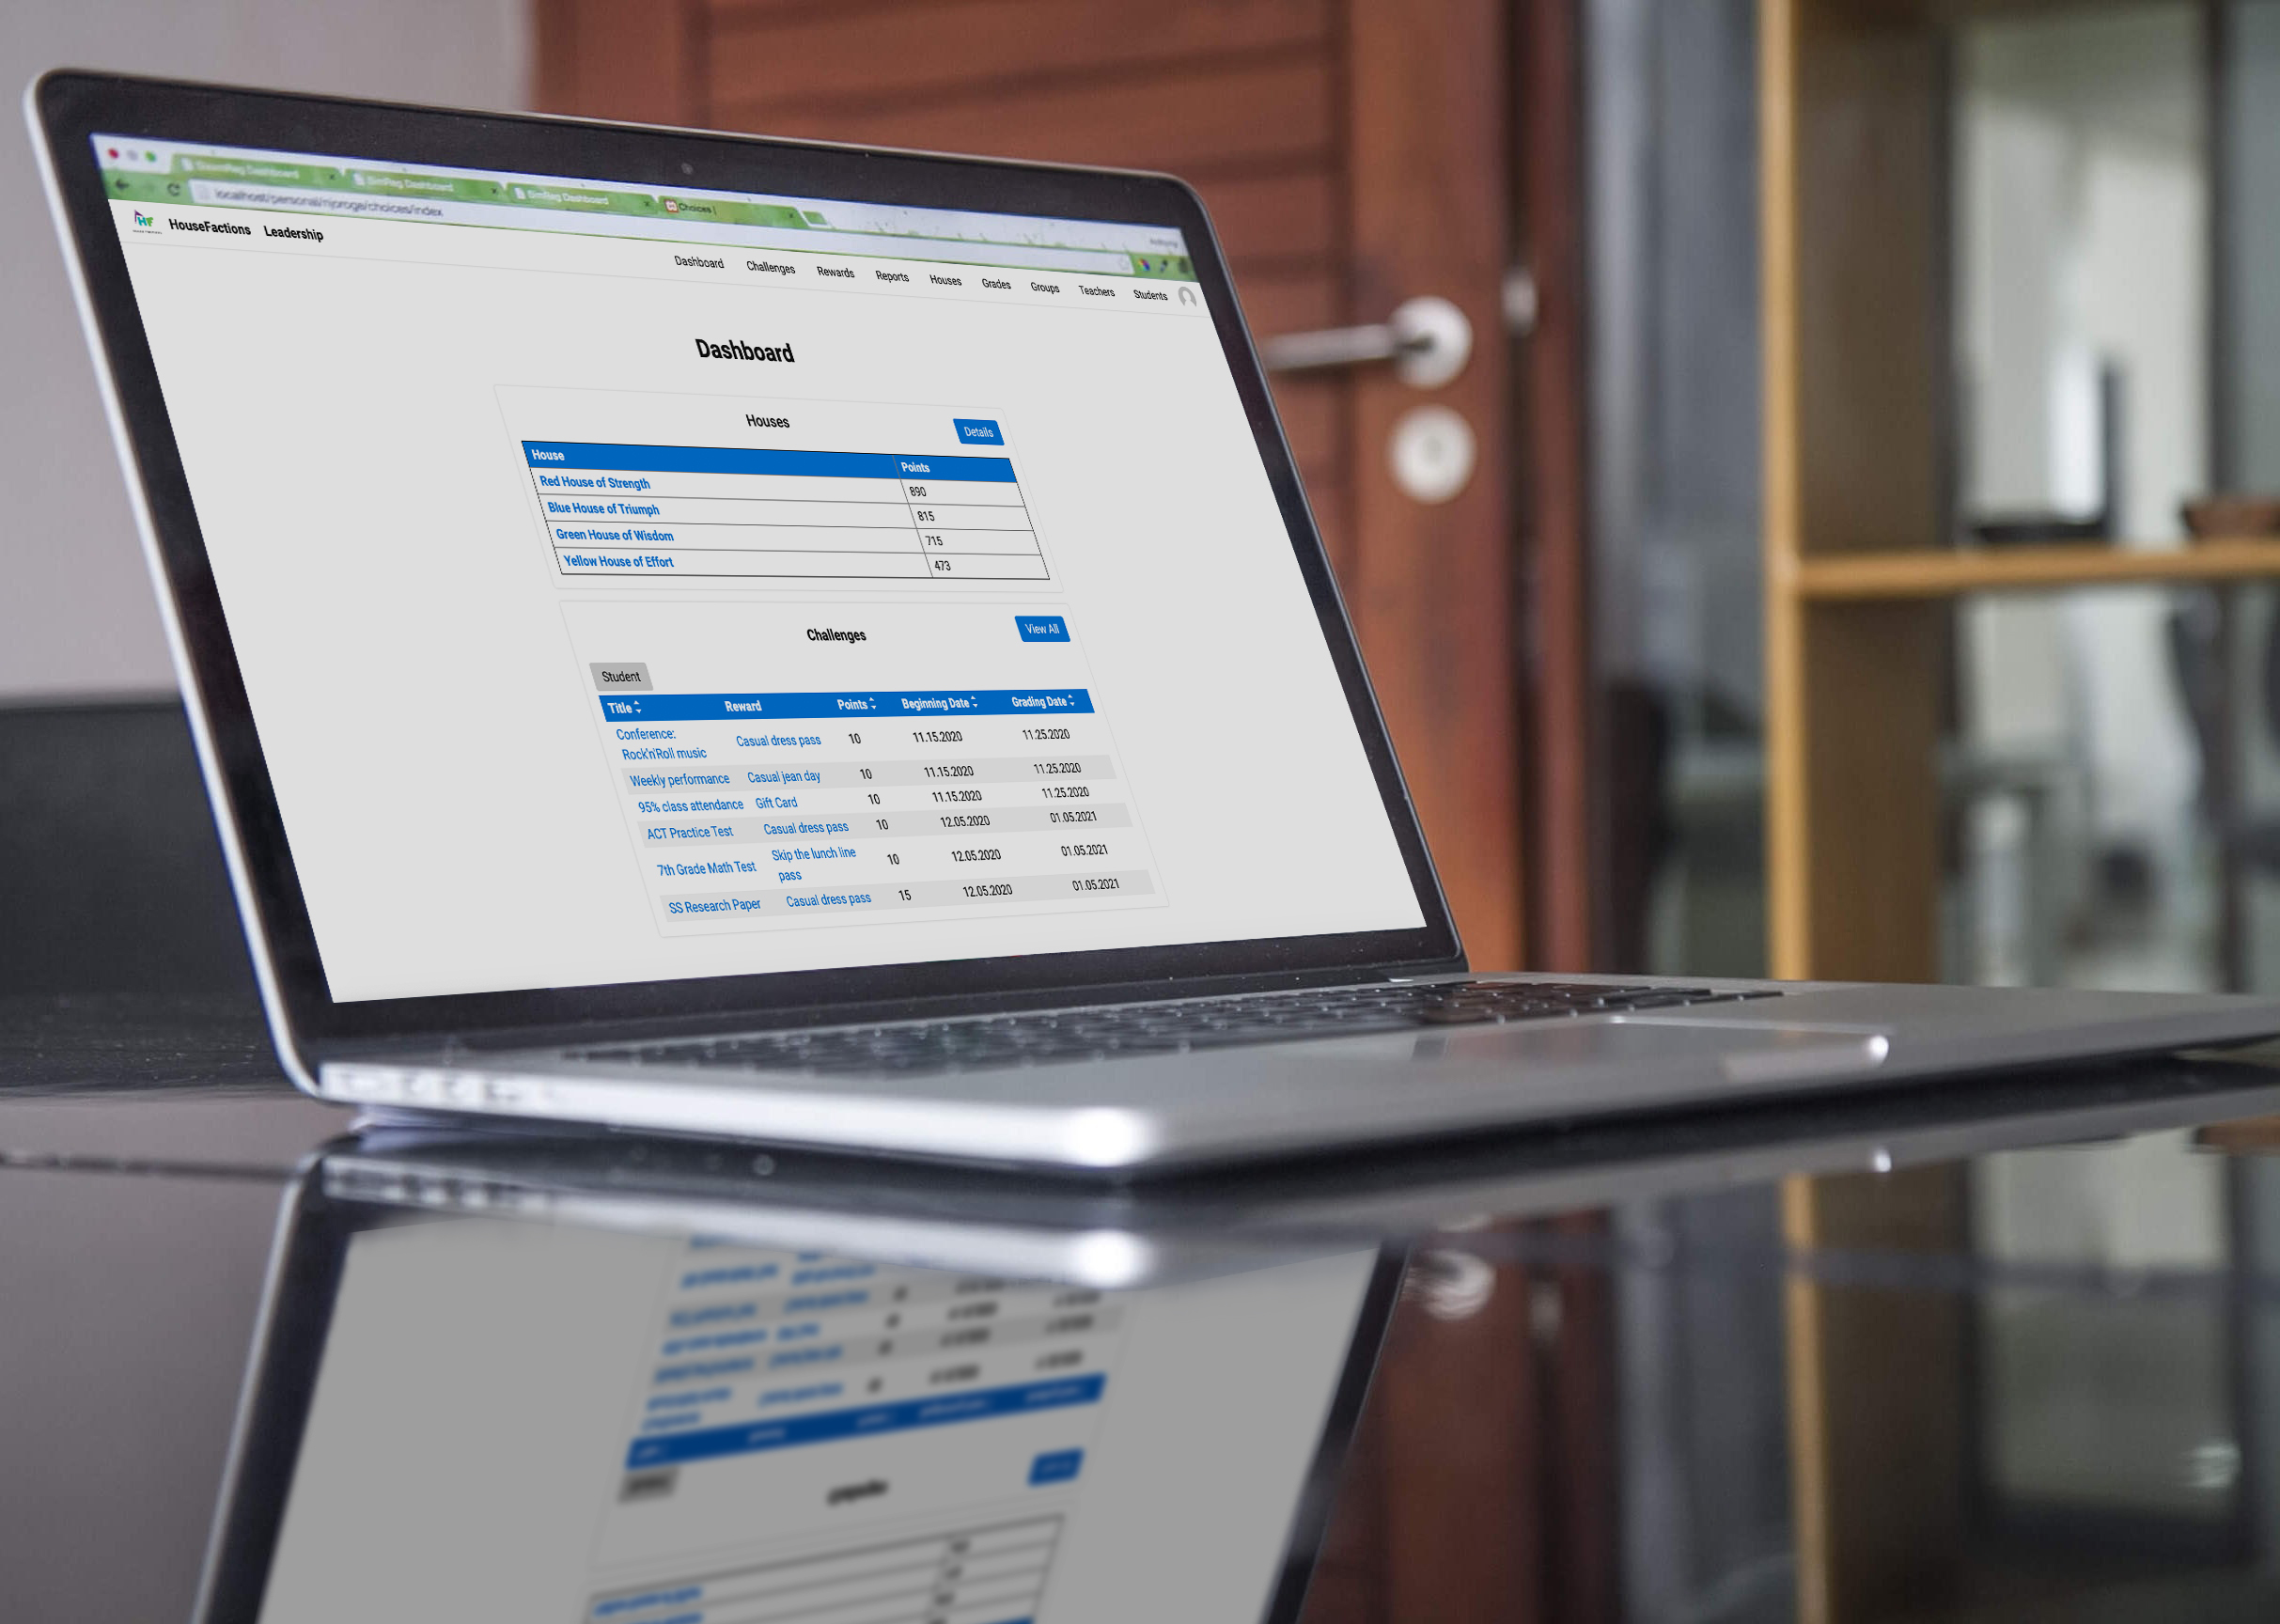 SimReg Dashboard
SimReg Dashboard
Choices |
localhost/personal/njroge/choices/index
HF
HouseFactions Leadership
Dashboard Challenges Rewards Reports Houses Grades Groups Teachers Students
Dashboard
Houses
Details
House Points
Red House of Strength 890
Blue House of Triumph 815
Green House of Wisdom 715
Yellow House of Effort 473
Challenges
View All
Student
Title Reward Points Beginning Date Grading Date
Conference:
Rock'n'Roll music Casual dress pass 10 11.15.2020 11.25.2020
Weekly performance Casual jean day 10 11.15.2020 11.25.2020
95% class attendance Gift Card 10 11.15.2020 11.25.2020
ACT Practice Test Casual dress pass 10 12.05.2020 01.05.2021
7th Grade Math Test Skip the lunch line
pass 10 12.05.2020 01.05.2021
SS Research Paper Casual dress pass 15 12.05.2020 01.05.2021